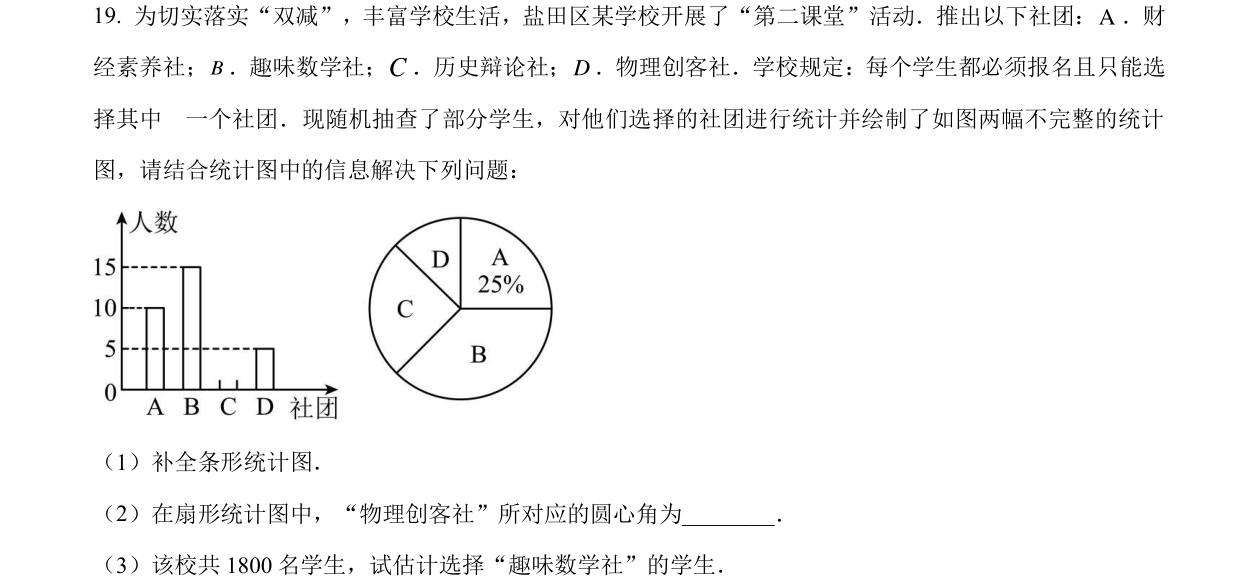 19. 为切实落实“双减”，丰富学校生活，盐田区某学校开展了“第二课堂”活动．推出以下社团：A．财
经素养社；B．趣味数学社；C．历史辩论社；D．物理创客社．学校规定：每个学生都必须报名且只能选
择其中 一个社团．现随机抽查了部分学生，对他们选择的社团进行统计并绘制了如图两幅不完整的统计
图，请结合统计图中的信息解决下列问题：
人数
15
10
5
0
A B C D 社团
D A
25%
C
B
（1）补全条形统计图．
（2）在扇形统计图中，“物理创客社”所对应的圆心角为________．
（3）该校共 1800 名学生，试估计选择“趣味数学社”的学生．